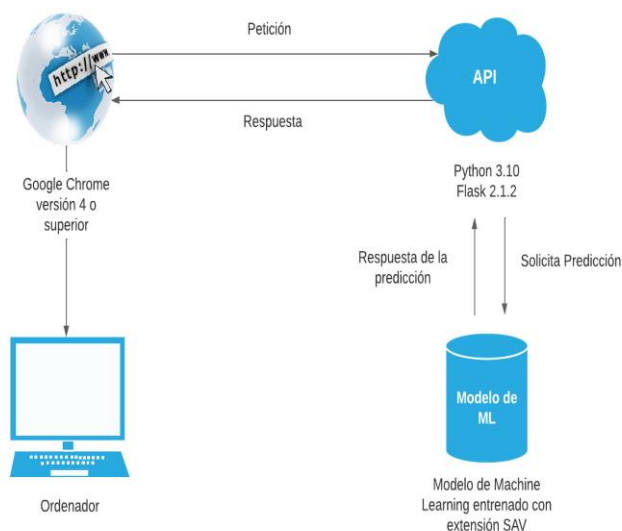 Petición
http://www.
API
Respuesta
Google Chrome
versión 4 o
superior
Python 3.10
Flask 2.1.2
Respuesta de la
predicción
Solicita Predicción
Modelo de
ML
Ordenador
Modelo de Machine
Learning entrenado con
extensión SAV